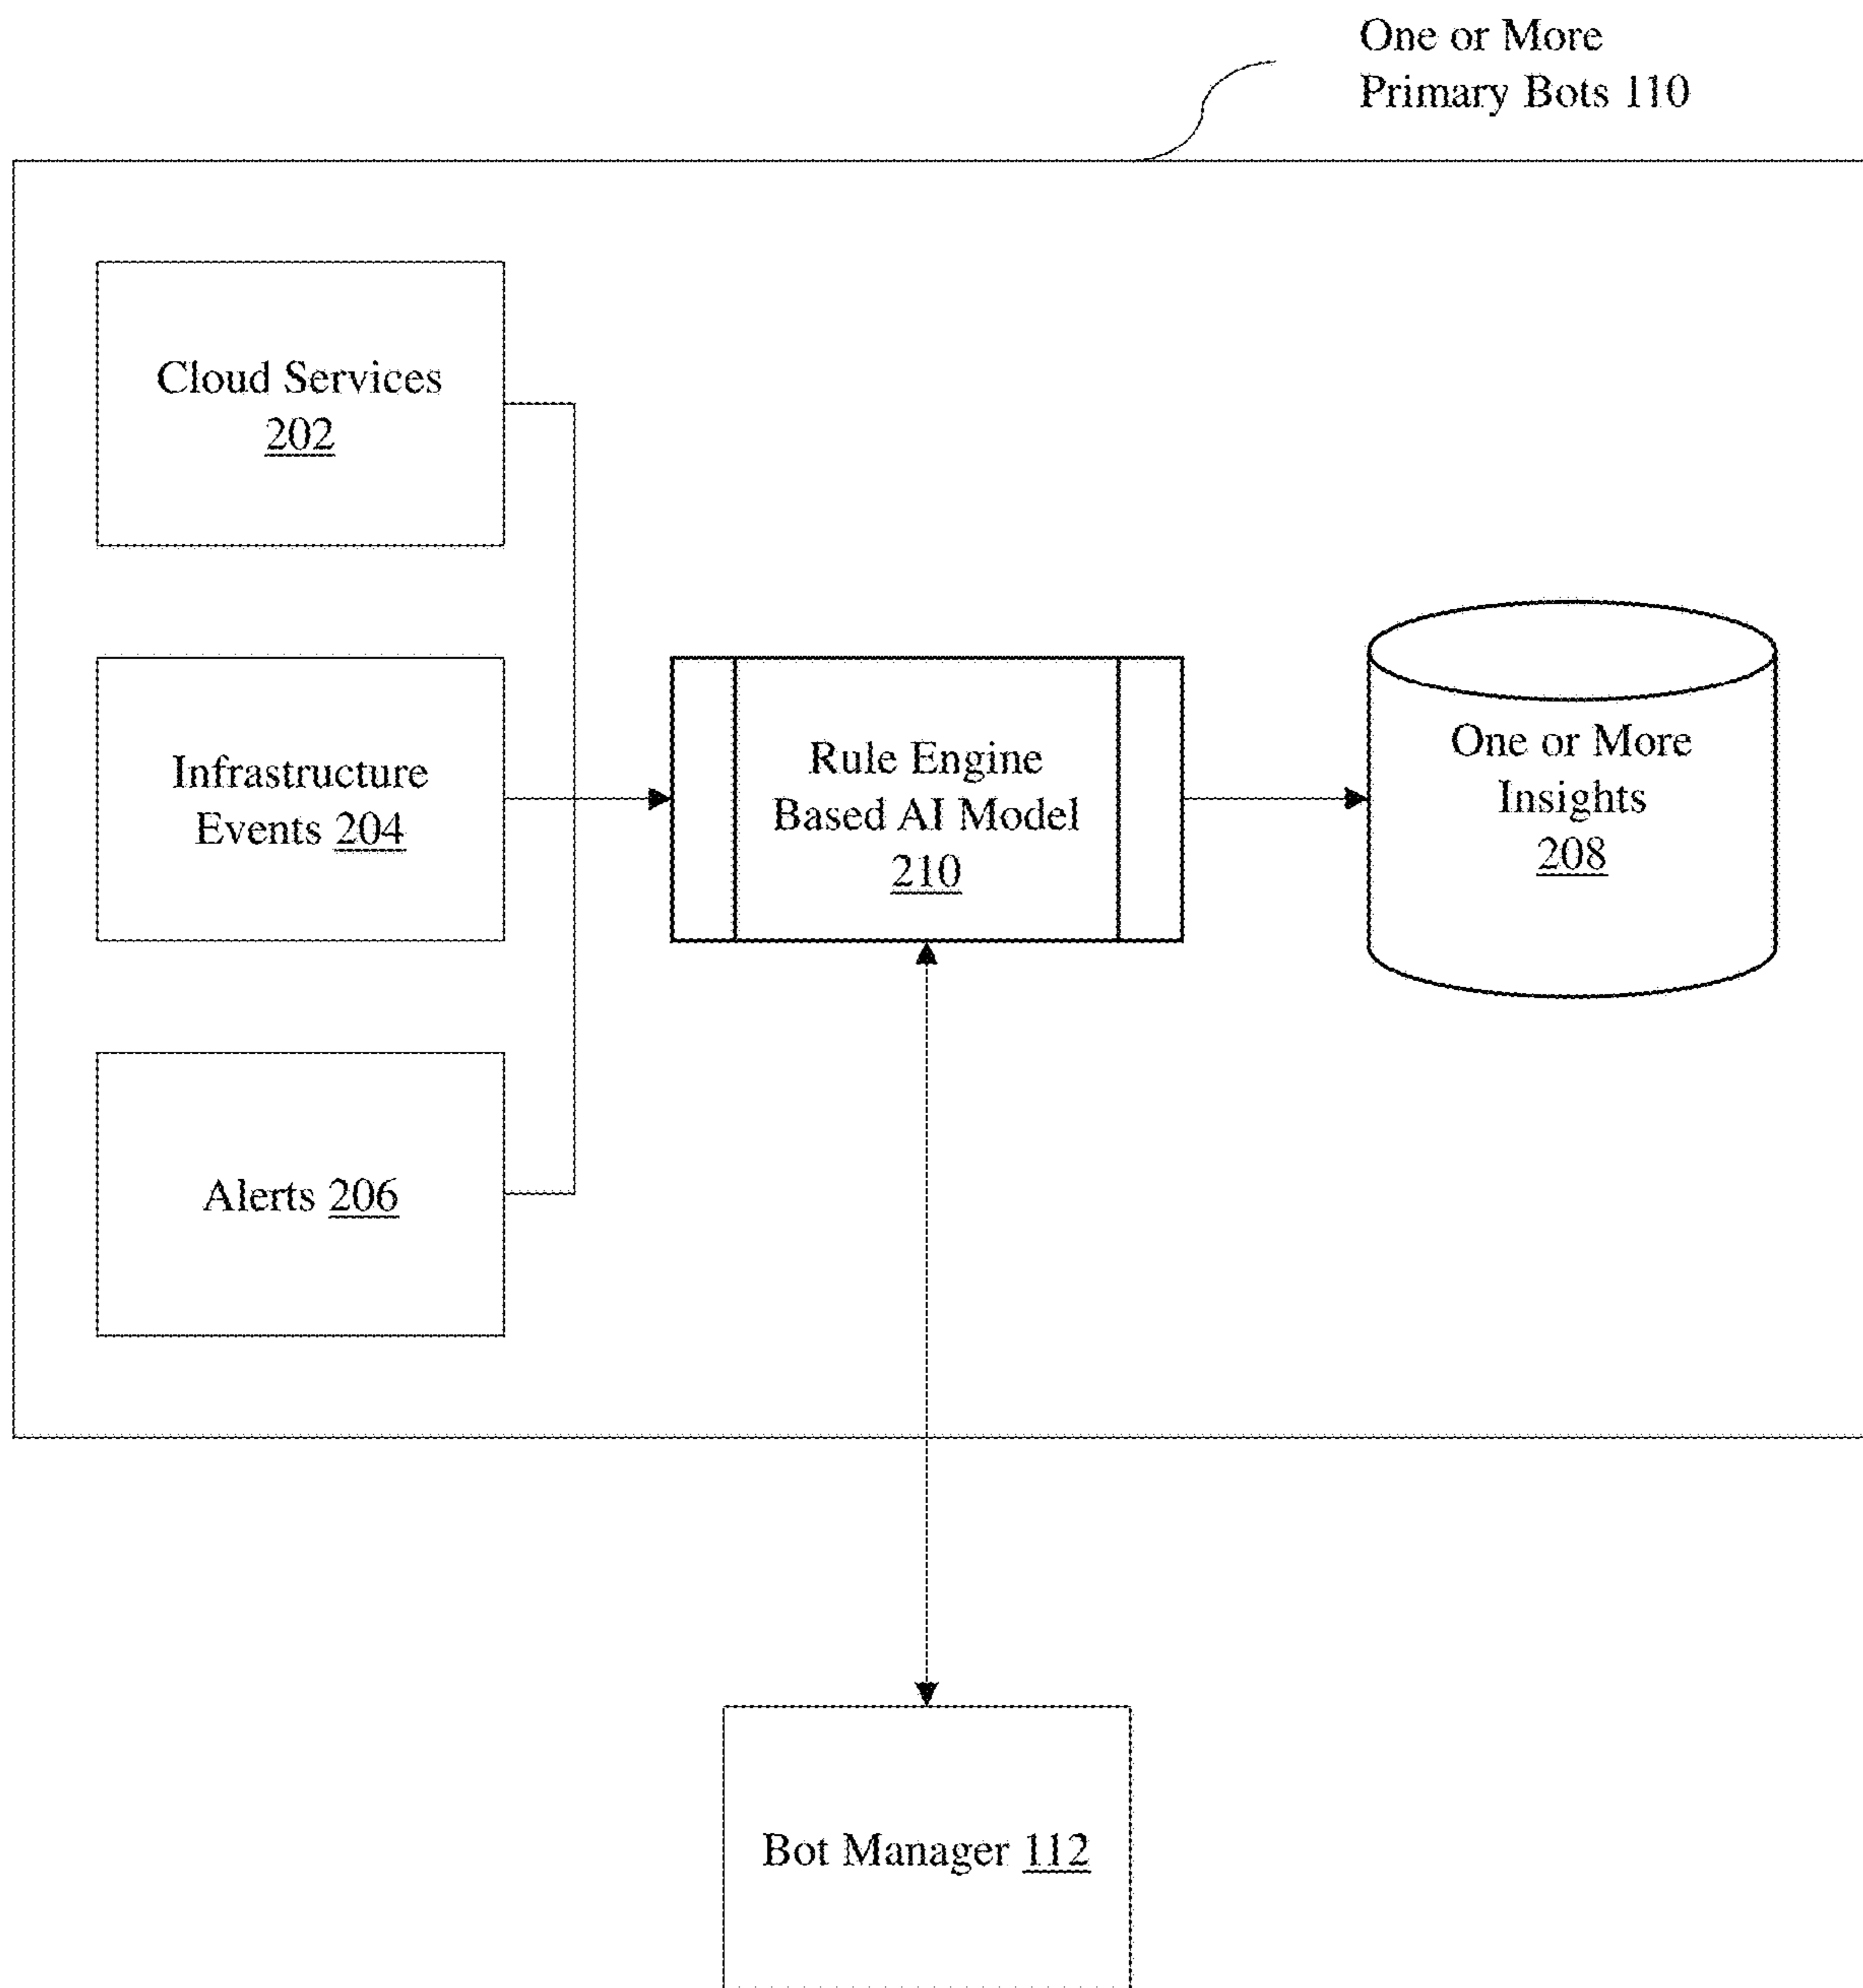 One or More
Primary Bots 110
Cloud Services
202
Infrastructure
Events 204
Alerts 206
Rule Engine
Based AI Model
210
One or More
Insights
208
Bot Manager 112